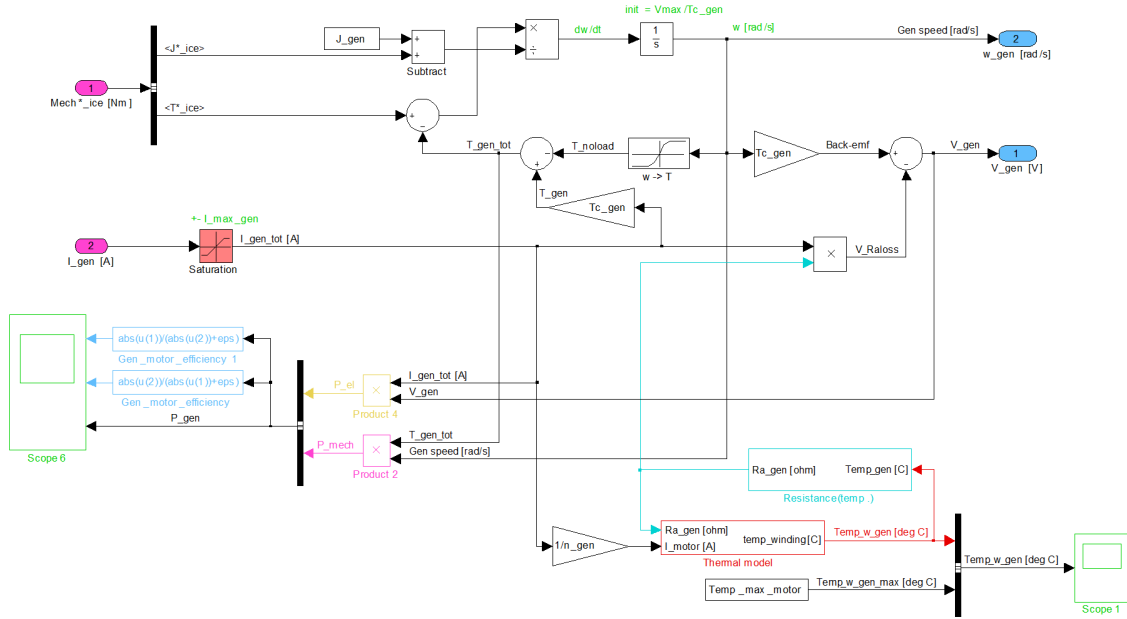 init = Vmax /Tc_gen
J_gen
+
+
Subtract
×
÷
dw/dt
1
s
w [rad /s]
Gen speed [rad/s]
2
w_gen [rad /s]
<J*_ice>
1
Mech *_ice [Nm ]
<T*_ice>
+
−
T_gen_tot
−
+
T_noload
w -> T
Tc_gen
Back-emf
+
−
V_gen
1
V_gen [V]
T_gen
Tc_gen
+- I_max_gen
2
I_gen [A]
I_gen_tot [A]
Saturation
×
V_Raloss
abs(u(1))/(abs(u(2))+eps)
Gen _motor _efficiency 1
abs(u(2))/(abs(u(1))+eps)
Gen _motor _efficiency
P_gen
Scope 6
P_el
×
Product 4
I_gen_tot [A]
V_gen
P_mech
×
Product 2
T_gen_tot
Gen speed [rad/s]
Ra_gen [ohm]
Temp_gen [C]
Resistance(temp .)
1/n_gen
Ra_gen [ohm]
I_motor [A]
temp_winding[C]
Thermal model
Temp_w_gen [deg C]
Temp _max _motor
Temp_w_gen_max [deg C]
Temp_w_gen [deg C]
Scope 1